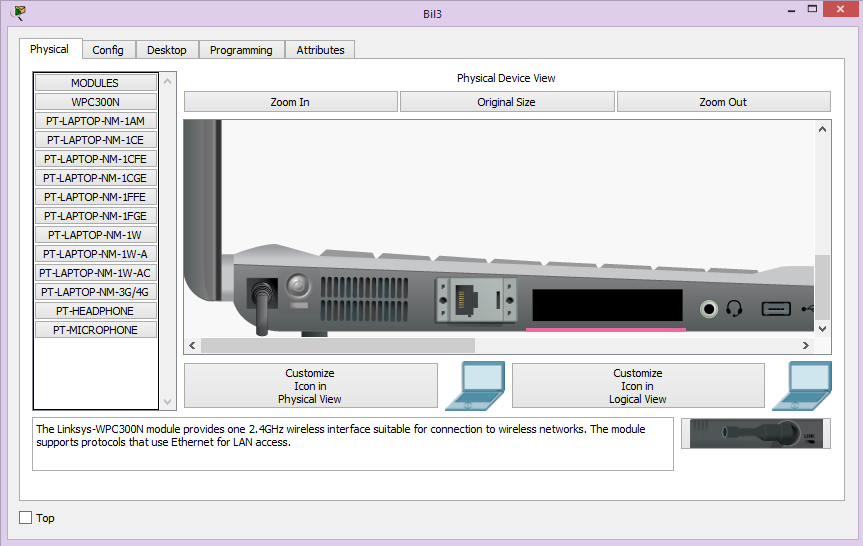 Bil3
Physical
Config
Desktop
Programming
Attributes
MODULES
WPC300N
PT-LAPTOP-NM-1AM
PT-LAPTOP-NM-1CE
PT-LAPTOP-NM-1CFE
PT-LAPTOP-NM-1CGE
PT-LAPTOP-NM-1FFE
PT-LAPTOP-NM-1FGE
PT-LAPTOP-NM-1W
PT-LAPTOP-NM-1W-A
PT-LAPTOP-NM-1W-AC
PT-LAPTOP-NM-3G/4G
PT-HEADPHONE
PT-MICROPHONE
Physical Device View
Zoom In
Original Size
Zoom Out
Customize
Icon in
Physical View
Customize
Icon in
Logical View
The Linksys-WPC300N module provides one 2.4GHz wireless interface suitable for connection to wireless networks. The module
supports protocols that use Ethernet for LAN access.
Top